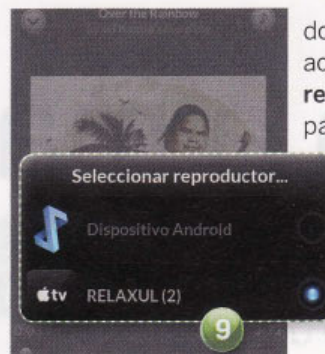 Over the Rainbow
do
ac
re
pa
Seleccionar reproductor...
Dispositivo Android
tv RELAXUL (2)
9